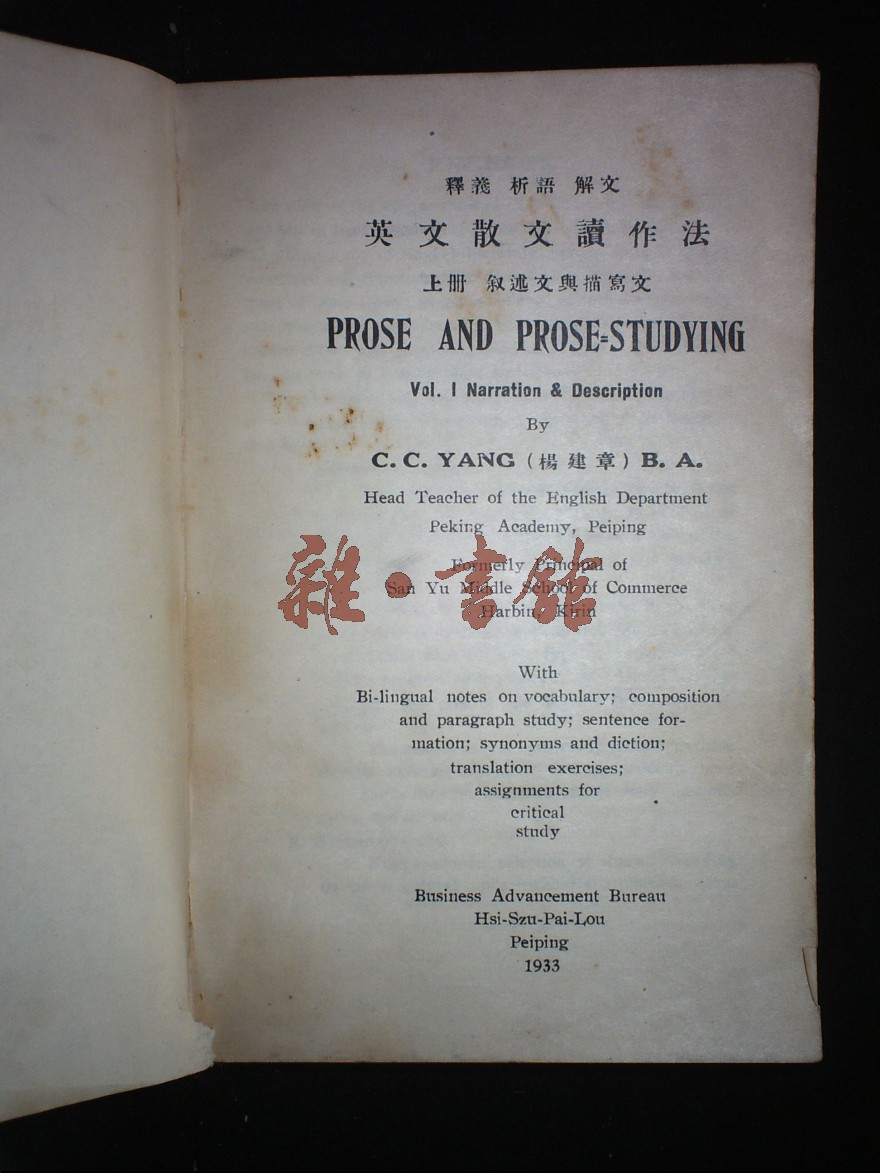 釋義 析語 解文
英文散文讀作法
上册 叙述文與描寫文
PROSE AND PROSE=STUDYING
Vol. I Narration & Description
By
C. C. YANG (楊建章) B. A.
Head Teacher of the English Department
Peking Academy, Peiping
Formerly Principal of
San Yu Middle School of Commerce
Harbin, Kirin
雜·書館
With
Bi-lingual notes on vocabulary; composition
and paragraph study; sentence for-
mation; synonyms and diction;
translation exercises;
assignments for
critical
study
Business Advancement Bureau
Hsi-Szu-Pai-Lou
Peiping
1933